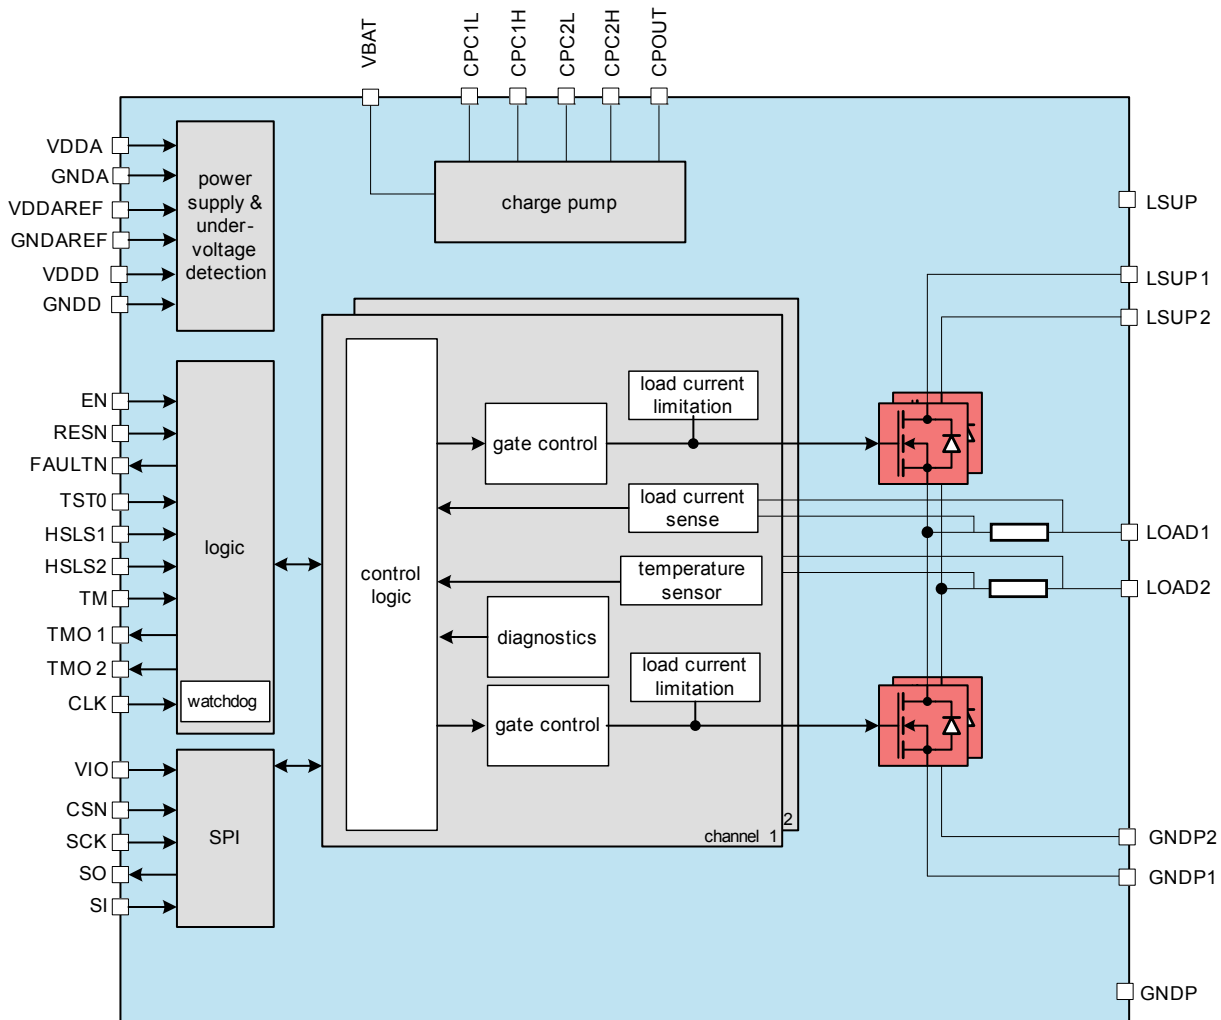 VBAT
CPC1L
CPC1H
CPC2L
CPC2H
CPOUT
VDDA
GNDA
VDDAREF
GNDAREF
VDDD
GNDD
power
supply &
under-
voltage
detection
charge pump
LSUP
LSUP1
LSUP2
EN
RESN
FAULTN
TST0
HSLS1
HSLS2
TM
TMO 1
TMO 2
CLK
logic
watchdog
VIO
CSN
SCK
SO
SI
SPI
control
logic
gate control
load current
limitation
load current
sense
temperature
sensor
diagnostics
load current
limitation
gate control
channel 1
2
LOAD1
LOAD2
GNDP2
GNDP1
GNDP